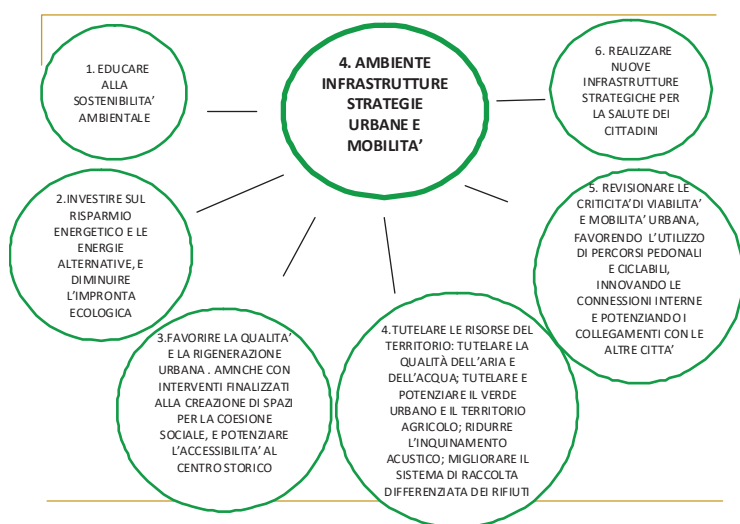 4. AMBIENTE
INFRASTRUTTURE
STRATEGIE
URBANE E
MOBILITA’
1. EDUCARE
ALLA
SOSTENIBILITA’
AMBIENTALE
2.INVESTIRE SUL
RISPARMIO
ENERGETICO E LE
ENERGIE
ALTERNATIVE, E
DIMINUIRE
L’IMPRONTA
ECOLOGICA
3.FAVORIRE LA QUALITA’
E LA RIGENERAZIONE
URBANA . AMNCHE CON
INTERVENTI FINALIZZATI
ALLA CREAZIONE DI SPAZI
PER LA COESIONE
SOCIALE, E POTENZIARE
L’ACCESSIBILITA’ AL
CENTRO STORICO
4.TUTELARE LE RISORSE DEL
TERRITORIO: TUTELARE LA
QUALITÀ DELL’ARIA E
DELL’ACQUA; TUTELARE E
POTENZIARE IL VERDE
URBANO E IL TERRITORIO
AGRICOLO; RIDURRE
L’INQUINAMENTO
ACUSTICO; MIGLIORARE IL
SISTEMA DI RACCOLTA
DIFFERENZIATA DEI RIFIUTI
5. REVISIONARE LE
CRITICITA’ DI VIABILITA’
E MOBILITA’ URBANA,
FAVORENDO L’UTILIZZO
DI PERCORSI PEDONALI
E CICLABILI,
INNOVANDO LE
CONNESSIONI INTERNE
E POTENZIANDO I
COLLEGAMENTI CON LE
ALTRE CITTA’
6. REALIZZARE
NUOVE
INFRASTRUTTURE
STRATEGICHE PER
LA SALUTE DEI
CITTADINI